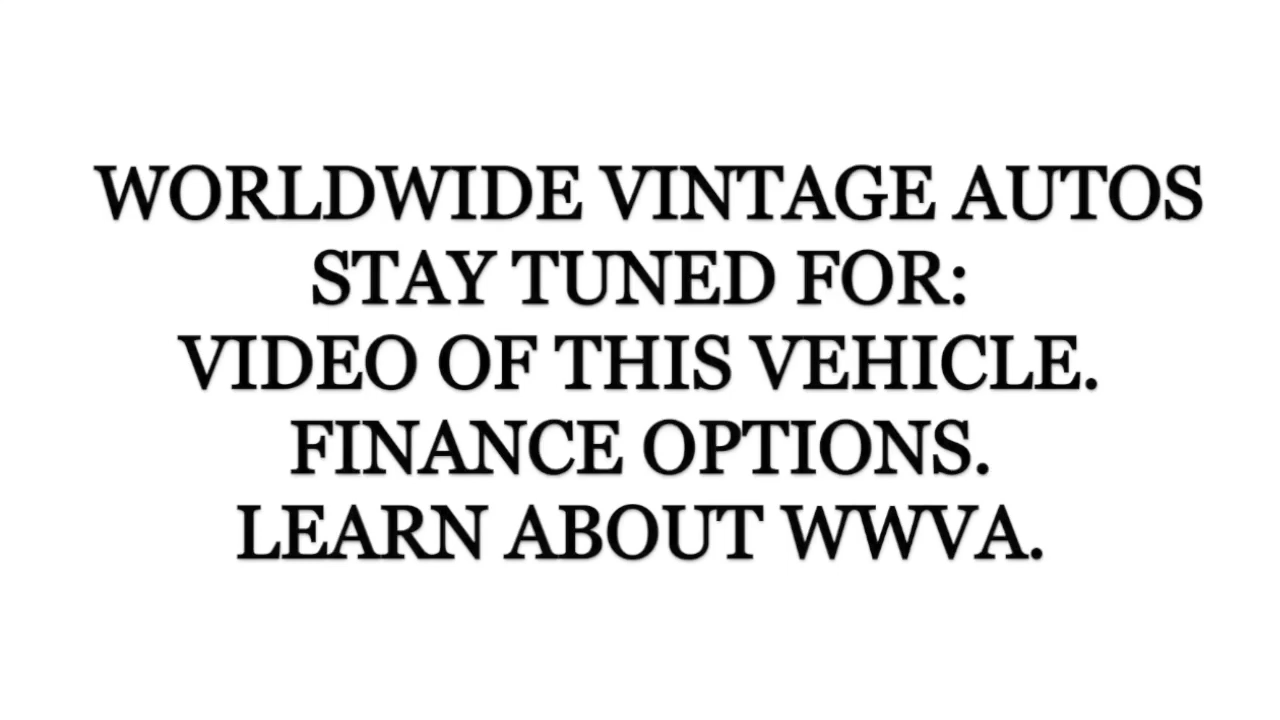 WORLDWIDE VINTAGE AUTOS
STAY TUNED FOR:
VIDEO OF THIS VEHICLE.
FINANCE OPTIONS.
LEARN ABOUT WWVA.